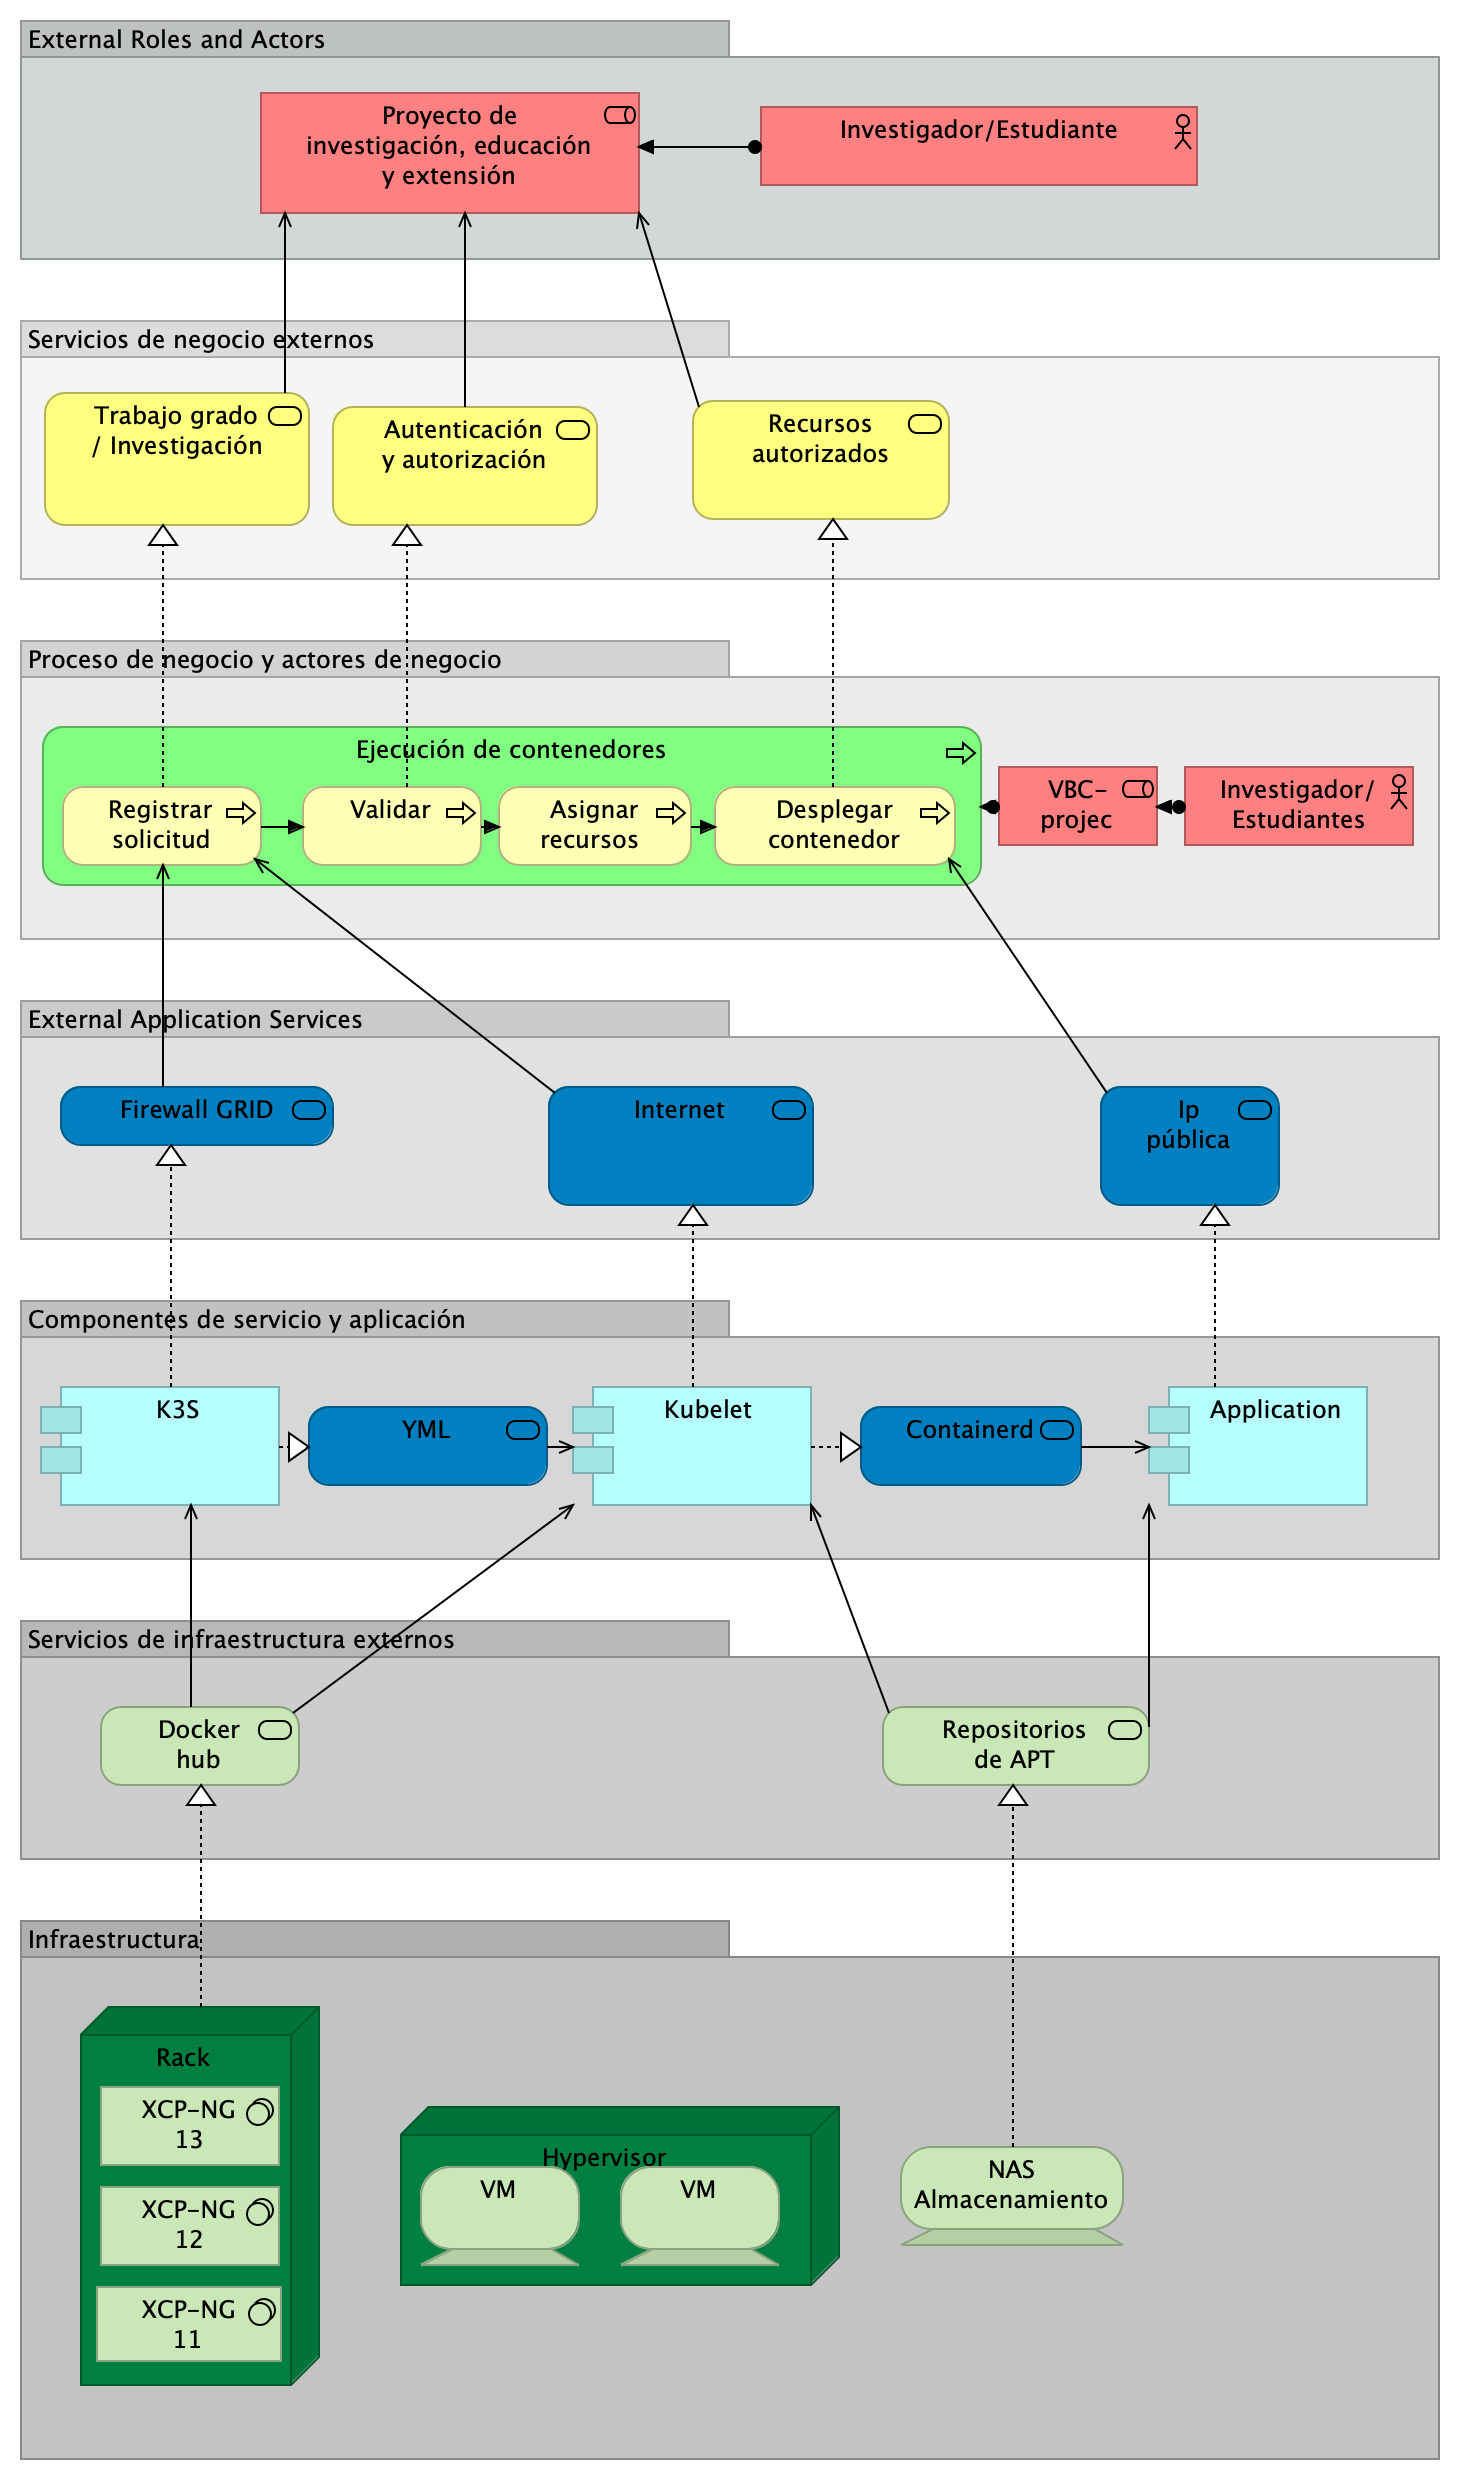 External Roles and Actors
Proyecto de
investigación, educación
y extensión
Investigador/Estudiante
Servicios de negocio externos
Trabajo grado
/ Investigación
Autenticación
y autorización
Recursos
autorizados
Proceso de negocio y actores de negocio
Ejecución de contenedores
Registrar
solicitud
Validar
Asignar
recursos
Desplegar
contenedor
VBC-
projec
Investigador/
Estudiantes
External Application Services
Firewall GRID
Internet
Ip
pública
Componentes de servicio y aplicación
K3S
YML
Kubelet
Containerd
Application
Servicios de infraestructura externos
Docker
hub
Repositorios
de APT
Infraestructura
Rack
XCP-NG
13
XCP-NG
12
XCP-NG
11
Hypervisor
VM
VM
NAS
Almacenamiento